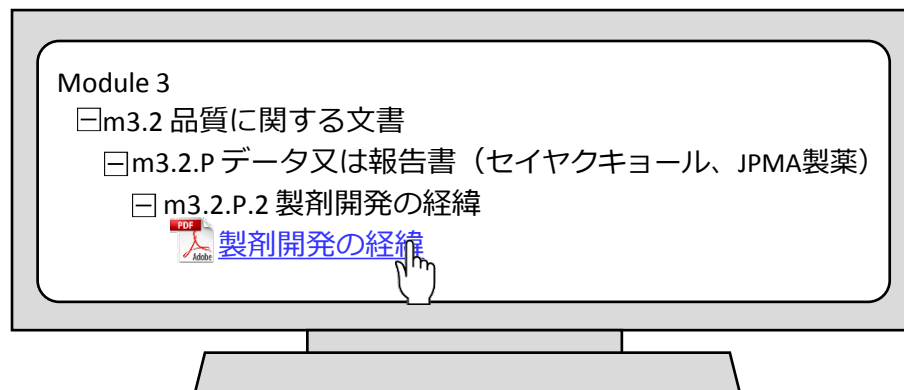 Module 3
m3.2 品質に関する文書
m3.2.P データ又は報告書（セイヤクキョール、JPMA製薬）
m3.2.P.2 製剤開発の経緯
PDF
Adobe
製剤開発の経緯